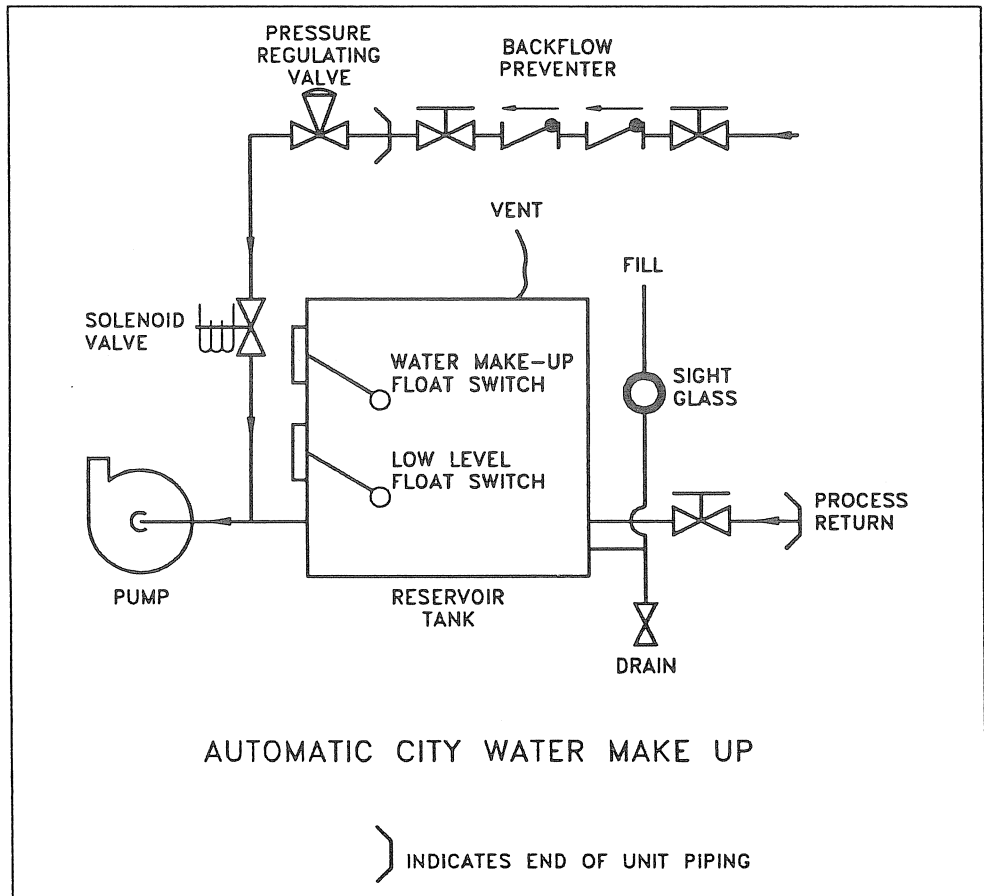 PRESSURE
REGULATING
VALVE
BACKFLOW
PREVENTER
VENT
FILL
SOLENOID
VALVE
WATER MAKE-UP
FLOAT SWITCH
SIGHT
GLASS
LOW LEVEL
FLOAT SWITCH
PROCESS
RETURN
PUMP
RESERVOIR
TANK
DRAIN
AUTOMATIC CITY WATER MAKE UP
INDICATES END OF UNIT PIPING